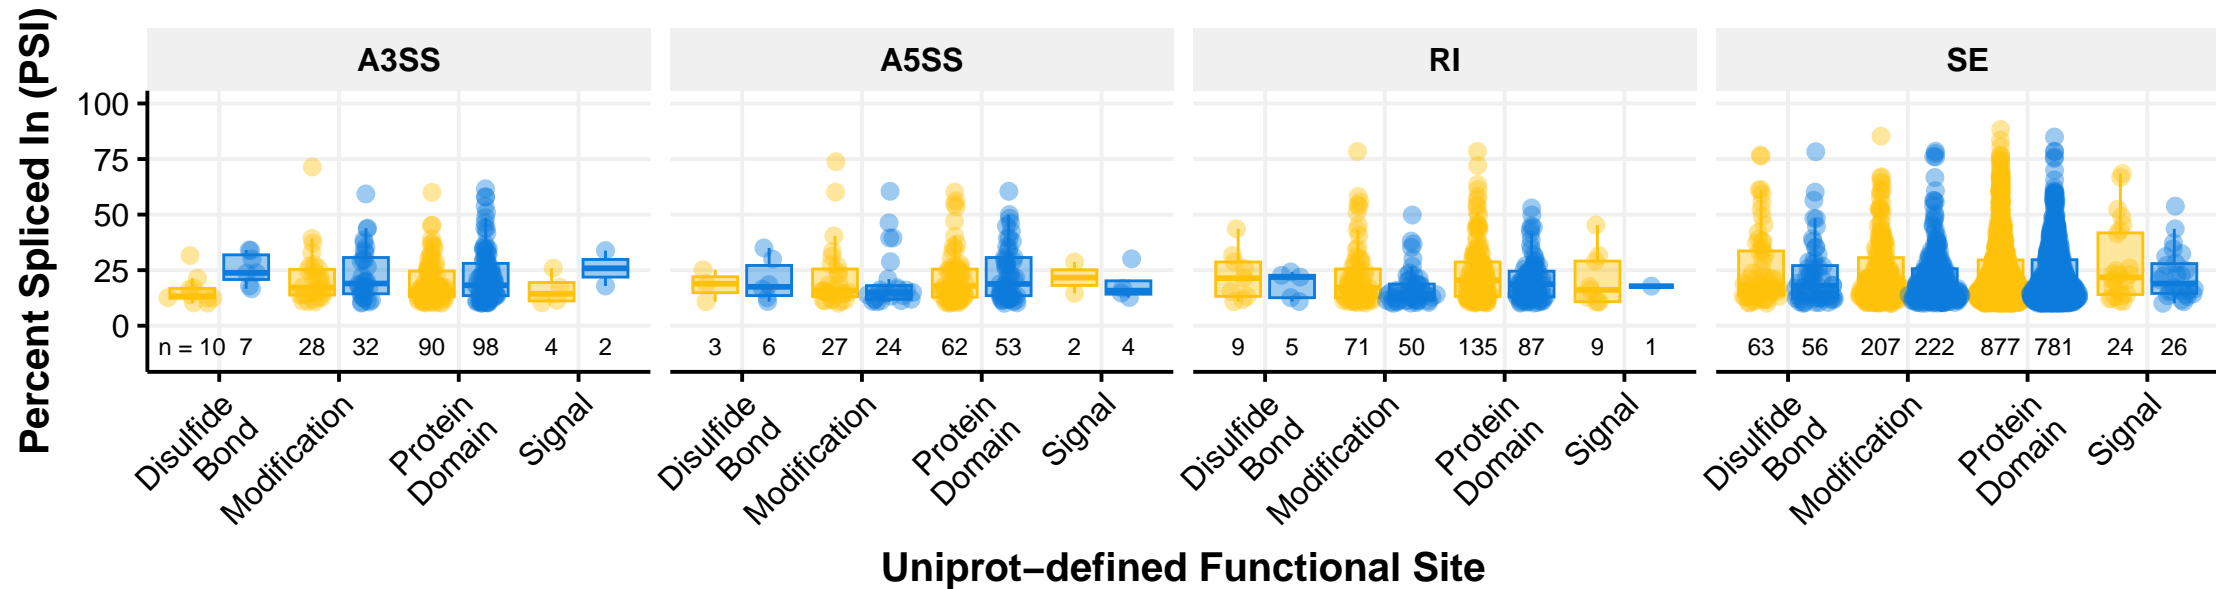 Percent Spliced In (PSI)
A3SS
A5SS
RI
SE
100
75
50
25
0
n = 10 7 28 32 90 98 4 2
3 6 27 24 62 53 2 4
9 5 71 50 135 87 9 1
63 56 207 222 877 781 24 26
Disulfide
Bond
Modification
Protein
Domain
Signal
Disulfide
Bond
Modification
Protein
Domain
Signal
Disulfide
Bond
Modification
Protein
Domain
Signal
Disulfide
Bond
Modification
Protein
Domain
Signal
Uniprot−defined Functional Site